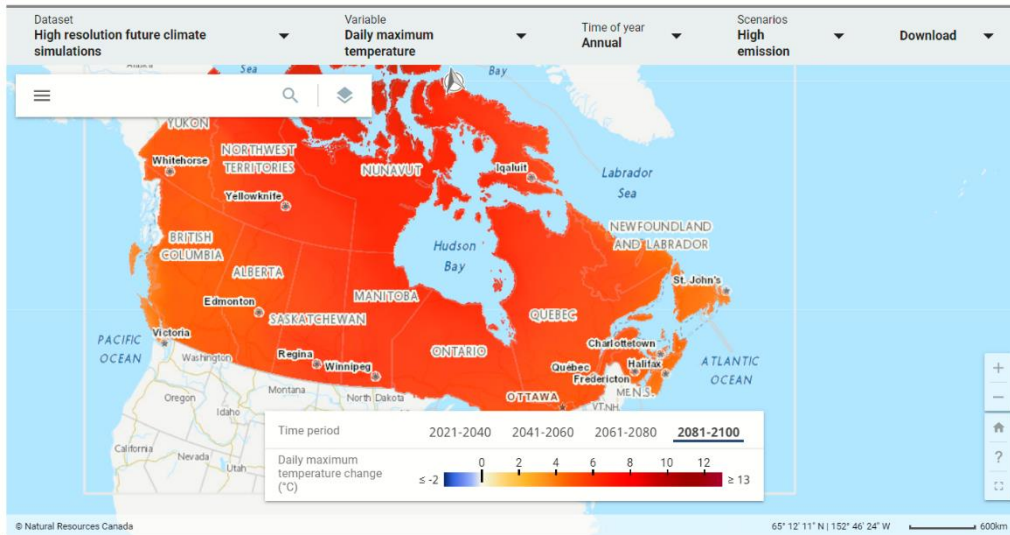 Dataset
High resolution future climate
simulations
Variable
Daily maximum
temperature
Time of year
Annual
Scenarios
High
emission
Download
Sea
Bay
YUKON
Whitehorse
NORTHWEST
TERRITORIES
NUNAVUT
Iqaluit
Yellowknife
Labrador
Sea
BRITISH
COLUMBIA
Hudson
Bay
NEWFOUNDLAND
AND LABRADOR
ALBERTA
St. John's
Edmonton
MANITOBA
SASKATCHEWAN
QUEBEC
PACIFIC
OCEAN
Victoria
Washington
Regina
Winnipeg
ONTARIO
Charlottetown
Québec
Halifax
Fredericton
ATLANTIC
OCEAN
Montana
North Dakota
OTTAWA
ME
N.S.
VT.
N.H.
Oregon
Idaho
California
Nevada
Utah
Time period
2021-2040
2041-2060
2061-2080
2081-2100
Daily maximum
temperature change
(°C)
≤ -2
0
2
4
6
8
10
12
≥ 13
+
−
?
© Natural Resources Canada
65° 12' 11" N | 152° 46' 24" W
600km